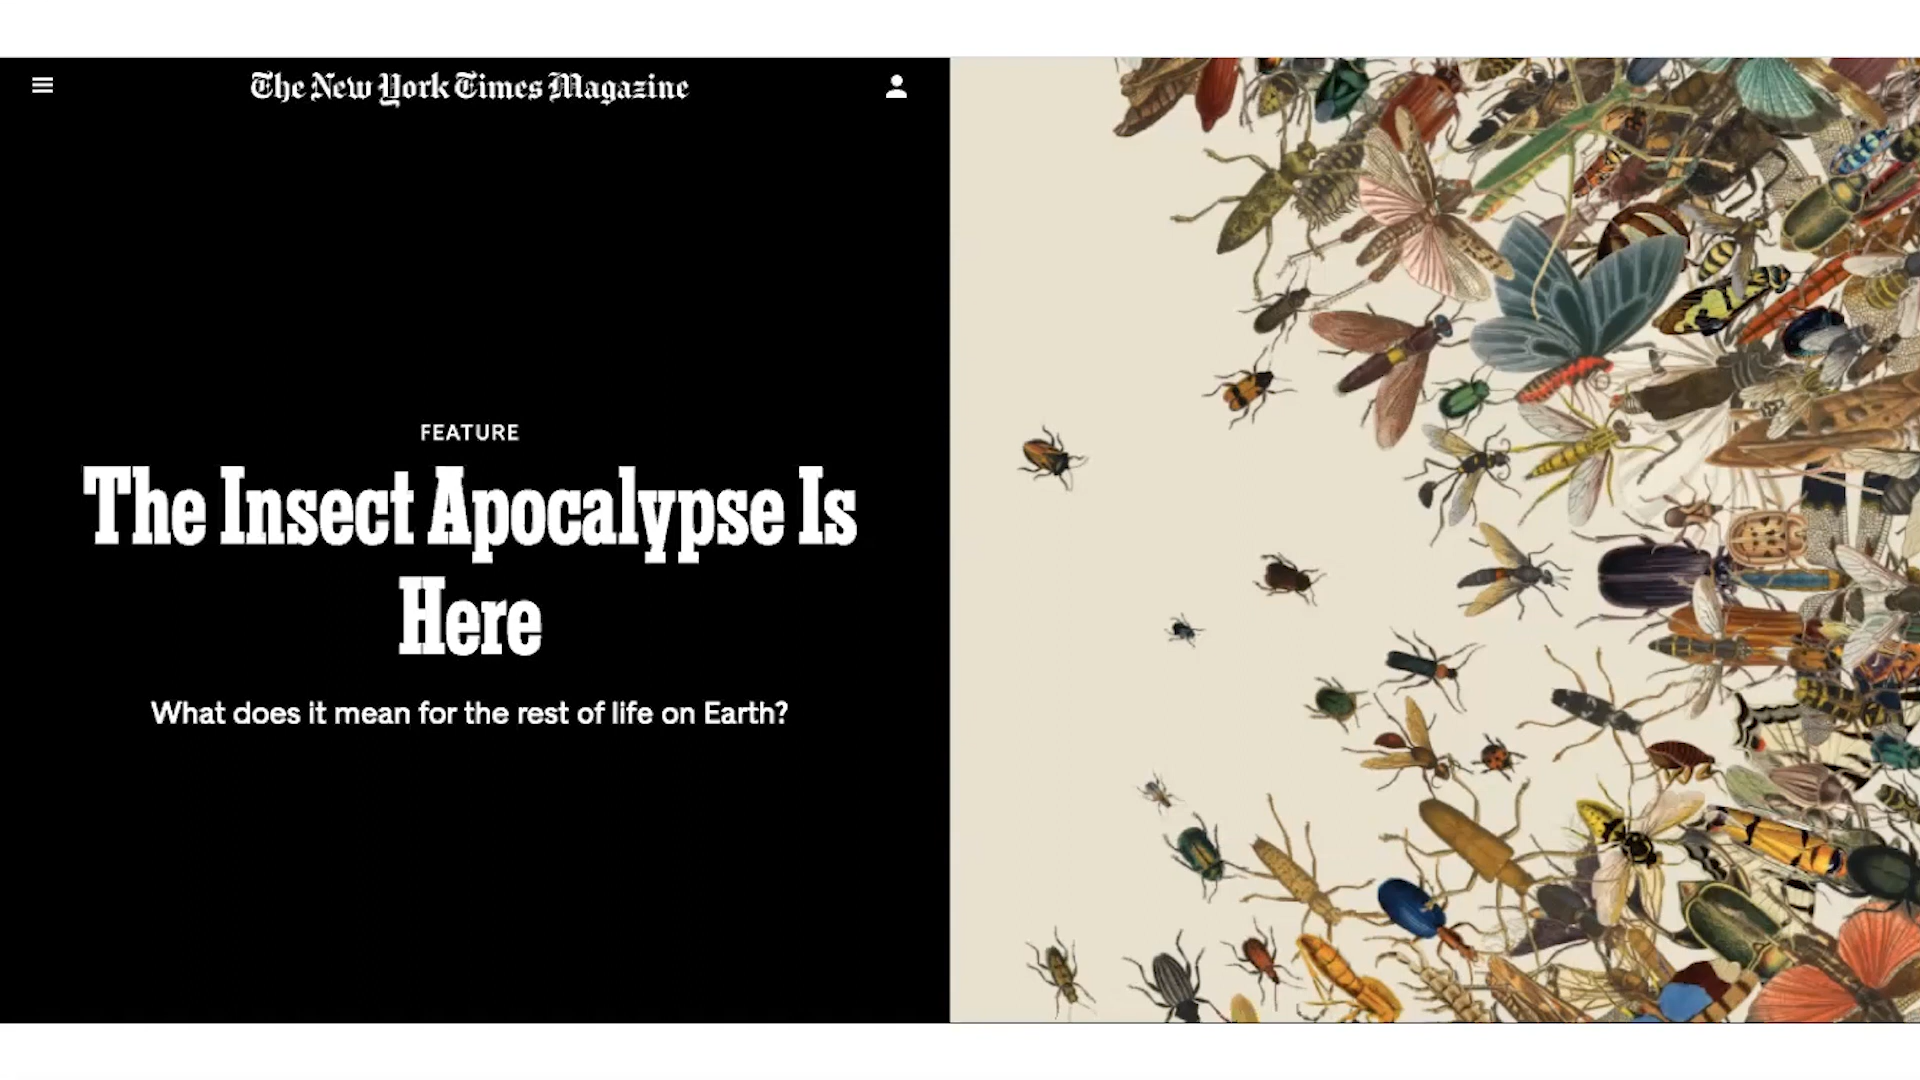 The New York Times Magazine
FEATURE
The Insect Apocalypse Is
Here
What does it mean for the rest of life on Earth?